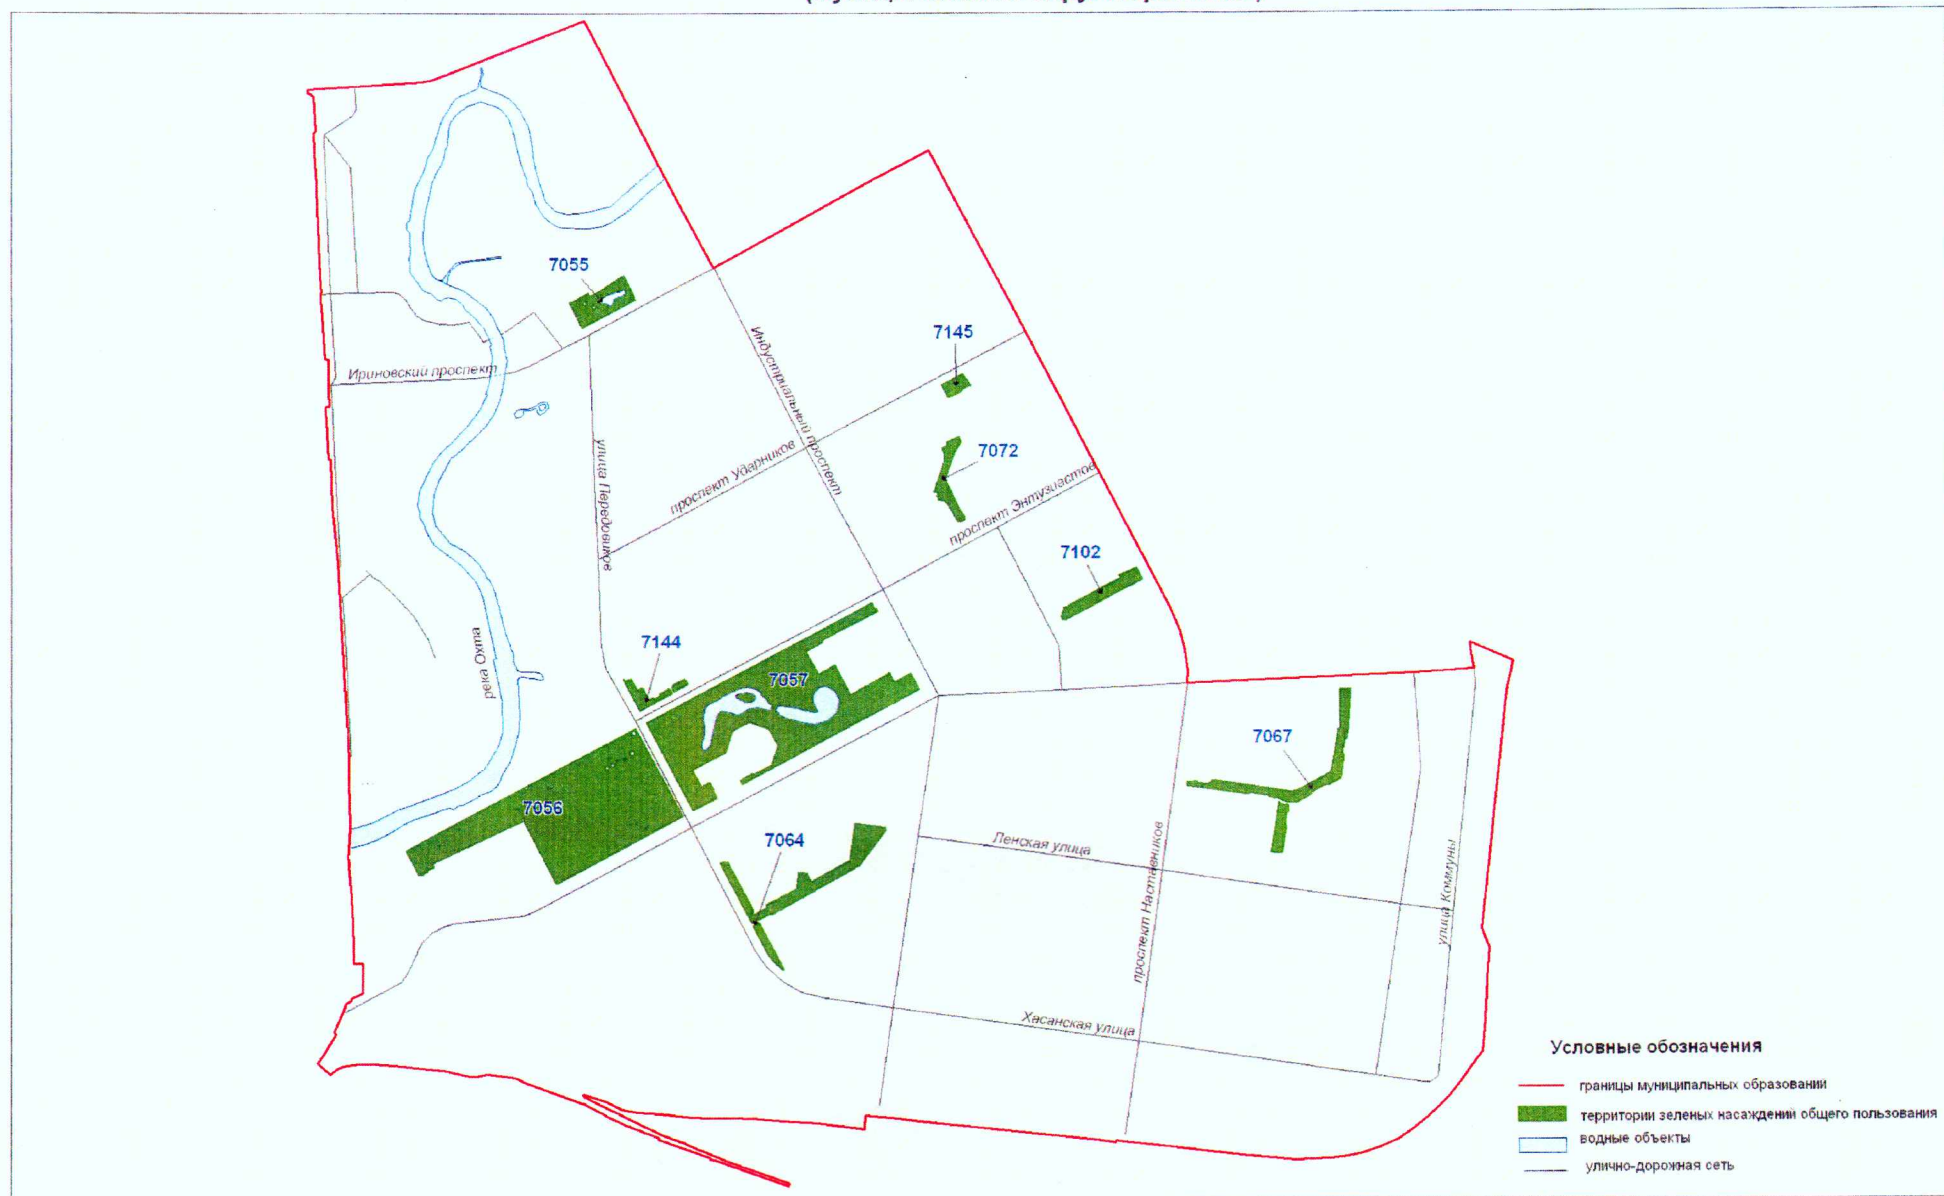 7055
7145
Ириновский проспект
Индустриальный проспект
7072
улица Передовиков
проспект Ударников
проспект Энтузиастов
7102
река Охта
7144
7057
7067
7056
7064
Ленская улица
проспект Наставников
улица Коммуны
Хасанская улица
Условные обозначения
границы муниципальных образовании
территории зеленых насаждений общего пользования
водные объекты
улично-дорожная сеть